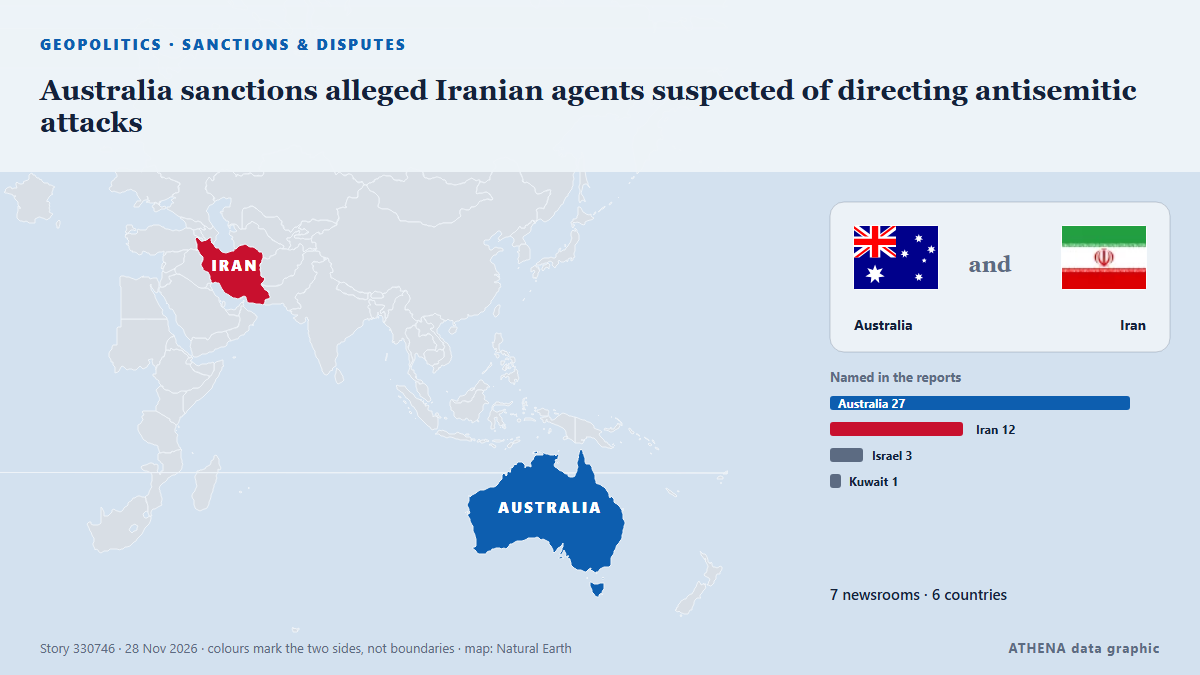 GEOPOLITICS · SANCTIONS & DISPUTES
Australia sanctions alleged Iranian agents suspected of directing antisemitic
attacks
IRAN
AUSTRALIA
and
Australia
Iran
Named in the reports
Australia 27
Iran 12
Israel 3
Kuwait 1
7 newsrooms · 6 countries
Story 330746 · 28 Nov 2026 · colours mark the two sides, not boundaries · map: Natural Earth
ATHENA data graphic